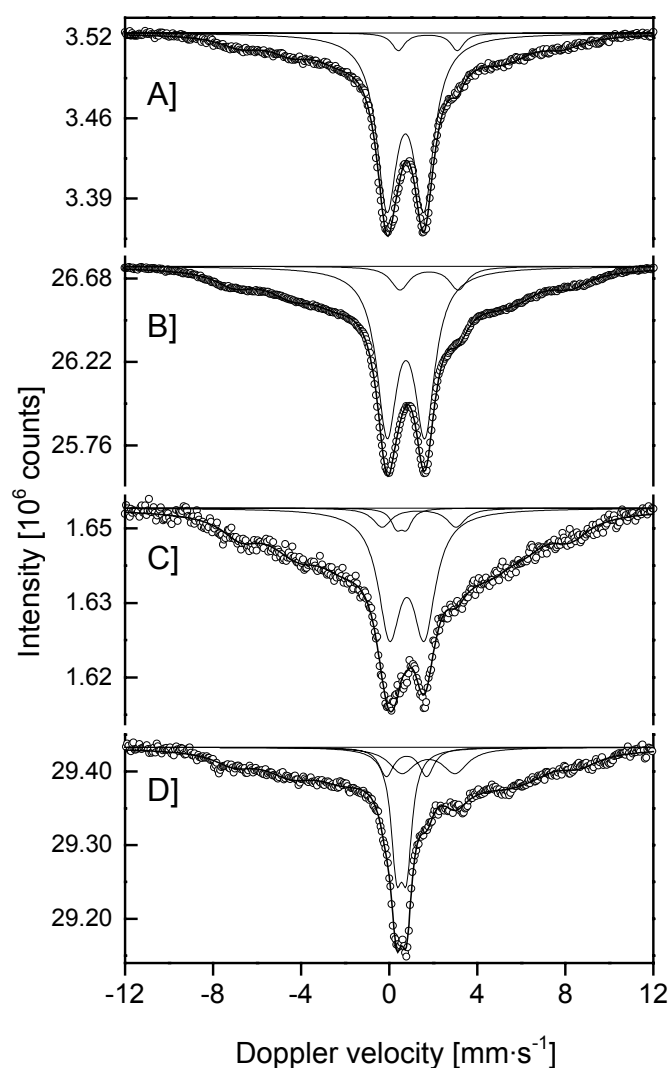 3.52
A]
3.46
3.39
26.68
B]
26.22
25.76
Intensity [10⁶ counts]
1.65
C]
1.63
1.62
29.40
D]
29.30
29.20
-12 -8 -4 0 4 8 12
Doppler velocity [mm·s⁻¹]